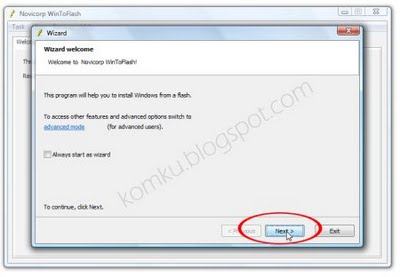 Novicorp WinToFlash
Task
Welco
Wizard
Wizard welcome
Welcome to Novicorp WinToFlash!
This program will help you to install Windows from a flash.
To access other features and advanced options switch to
advanced mode (for advanced users).
Always start as wizard
To continue, click Next.
< Previous Next > Exit
komku.blogspot.com